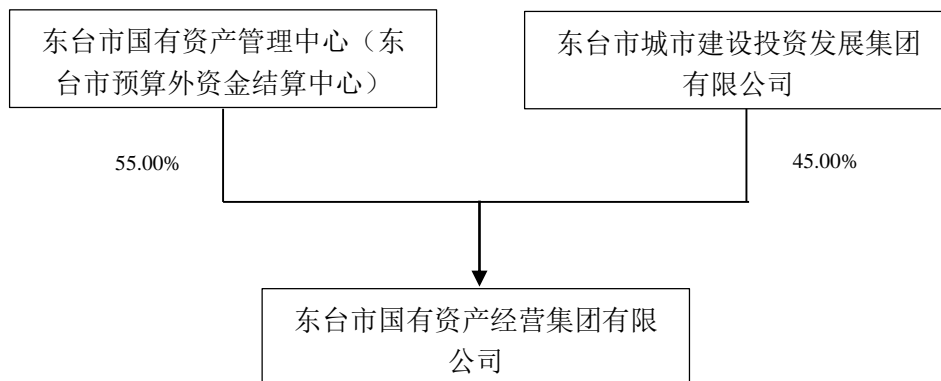 东台市国有资产管理中心（东
台市预算外资金结算中心）
东台市城市建设投资发展集团
有限公司
55.00%
45.00%
东台市国有资产经营集团有限
公司